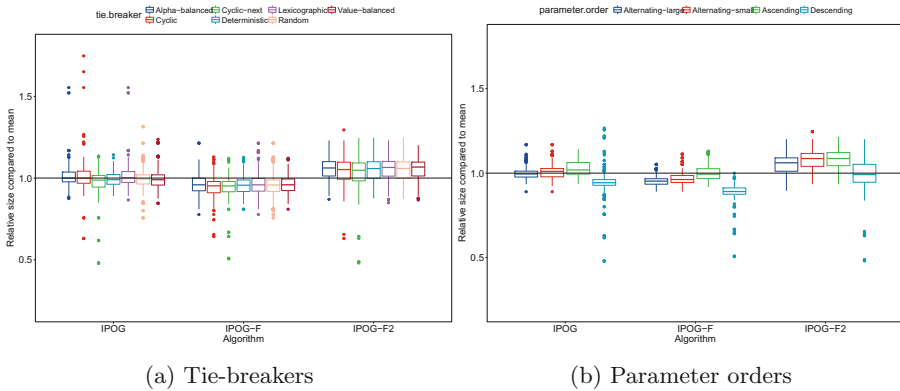 tie.breaker
Alpha-balanced Cyclic-next Lexicographic Value-balanced
Cyclic Deterministic Random
Relative size compared to mean
1.5
1.0
0.5
IPOG IPOG-F IPOG-F2
Algorithm
(a) Tie-breakers
parameter.order
Alternating-large Alternating-small Ascending Descending
Relative size compared to mean
1.5
1.0
0.5
IPOG IPOG-F IPOG-F2
Algorithm
(b) Parameter orders